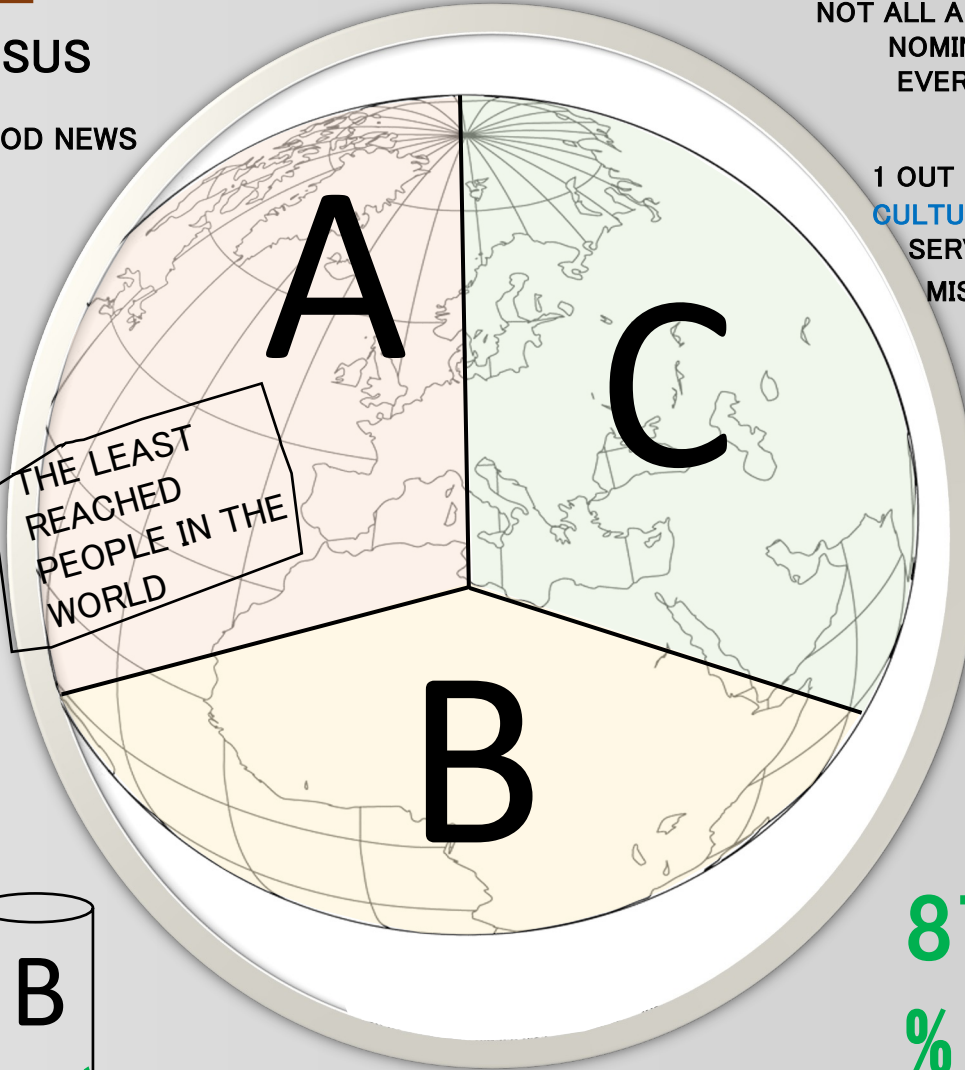 SUS
OD NEWS
NOT ALL A
NOMIN
EVER
1 OUT
CULTU
SERV
MIS
A
C
THE LEAST
REACHED
PEOPLE IN THE
WORLD
B
B
8
%